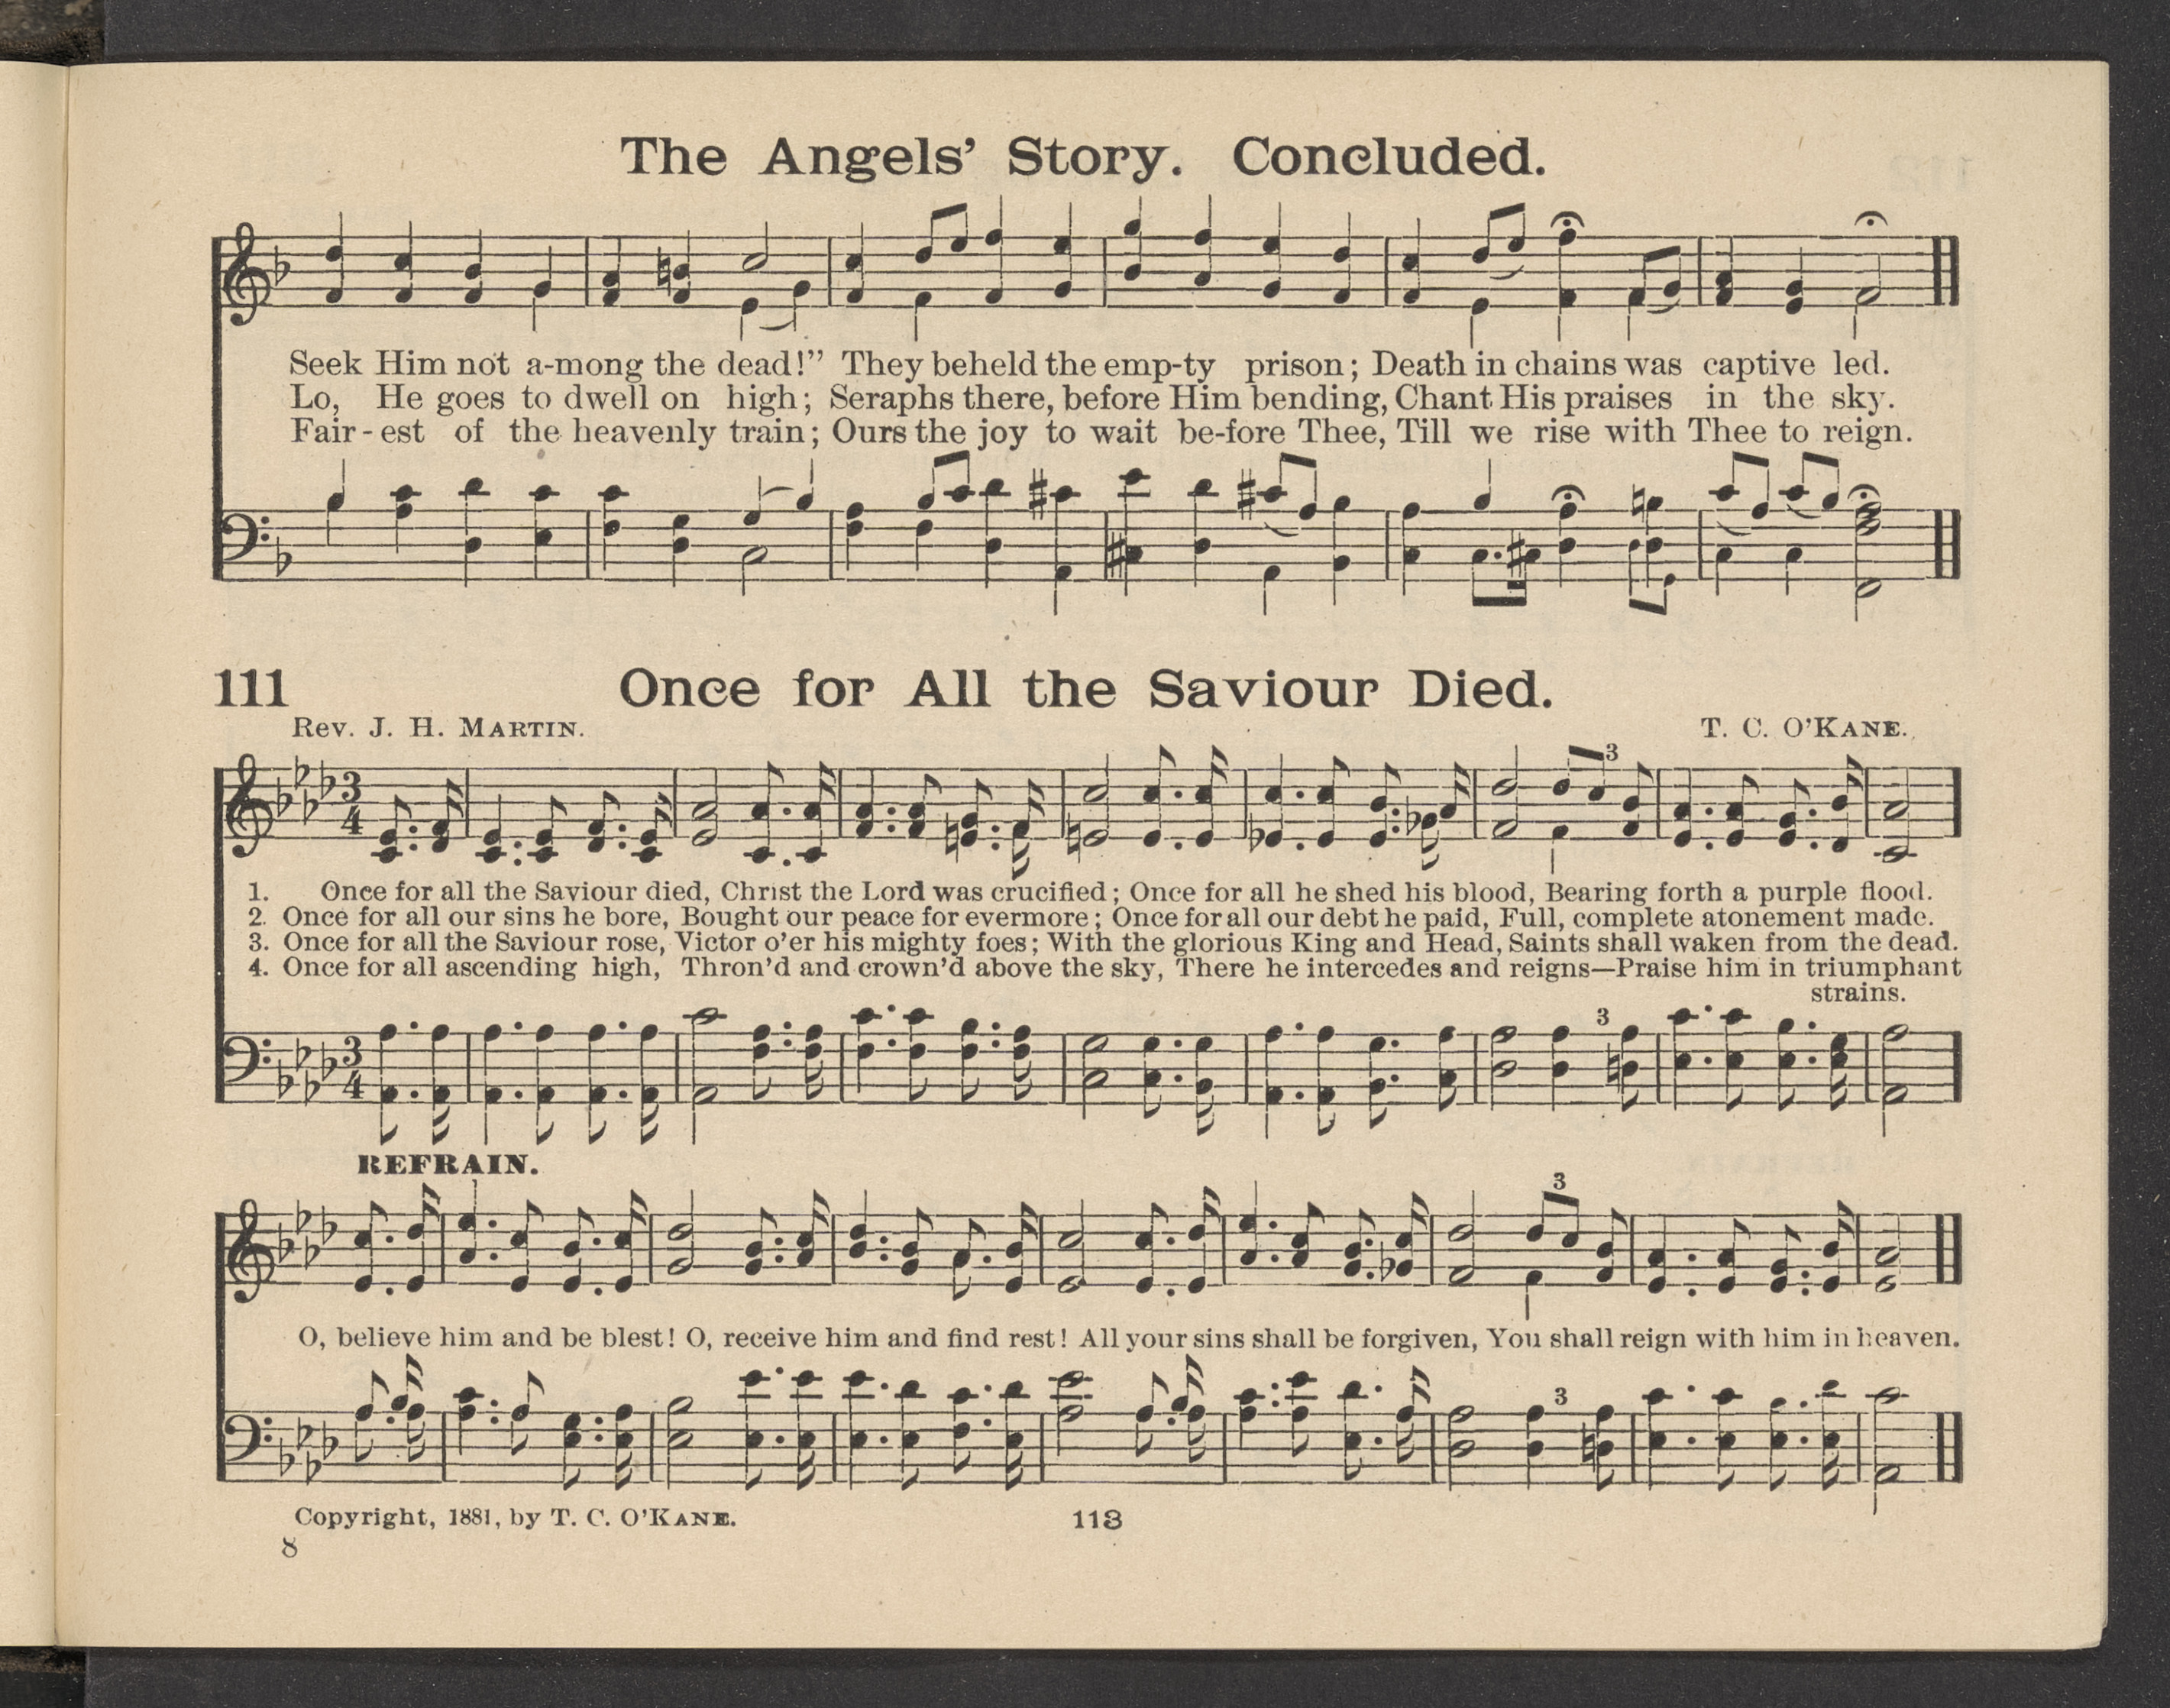 The Angels’ Story. Concluded.
Seek Him not a-mong the dead!” They beheld the emp-ty prison; Death in chains was captive led.
Lo, He goes to dwell on high; Seraphs there, before Him bending, Chant His praises in the sky.
Fair-est of the heavenly train; Ours the joy to wait be-fore Thee, Till we rise with Thee to reign.
111 Once for All the Saviour Died.
Rev. J. H. MARTIN. T. C. O’KANE.
3
3
4
1. Once for all the Saviour died, Christ the Lord was crucified; Once for all he shed his blood, Bearing forth a purple flood.
2. Once for all our sins he bore, Bought our peace for evermore; Once for all our debt he paid, Full, complete atonement made.
3. Once for all the Saviour rose, Victor o’er his mighty foes; With the glorious King and Head, Saints shall waken from the dead.
4. Once for all ascending high, Thron’d and crown’d above the sky, There he intercedes and reigns—Praise him in triumphant
strains.
3
3
4
REFRAIN.
3
O, believe him and be blest! O, receive him and find rest! All your sins shall be forgiven, You shall reign with him in heaven.
3
Copyright, 1881, by T. C. O’KANE. 113
8